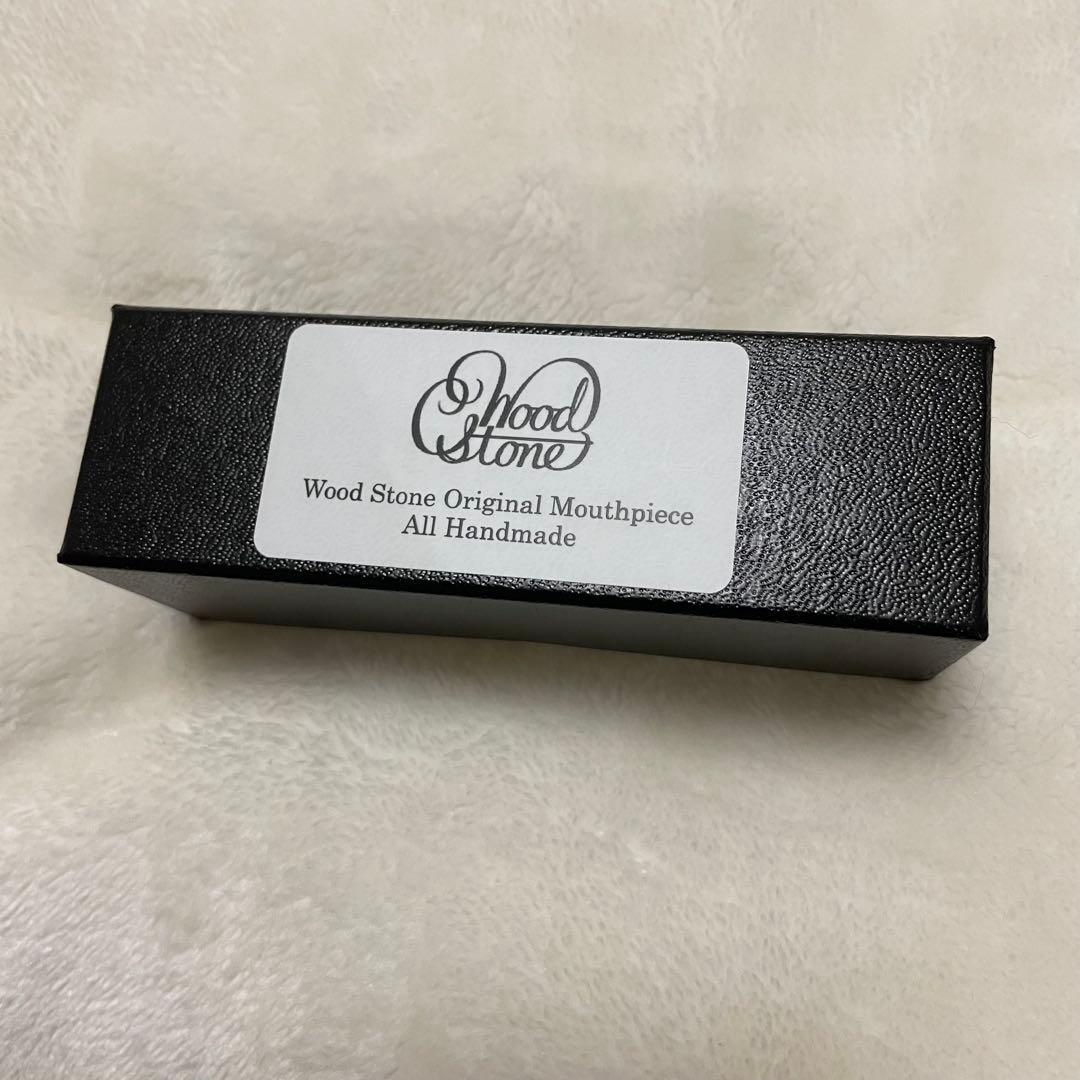 Wood
Stone
Wood Stone Original Mouthpiece
All Handmade